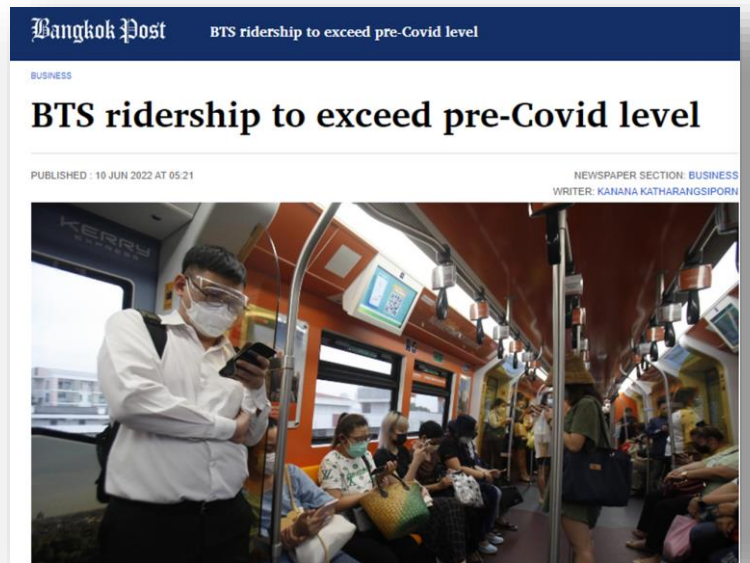 Bangkok Post
BTS ridership to exceed pre-Covid level
BUSINESS
BTS ridership to exceed pre-Covid level
PUBLISHED : 10 JUN 2022 AT 05:21
NEWSPAPER SECTION: BUSINESS
WRITER: KANANA KATHARANGSIPORN
KERRY
EXPRESS